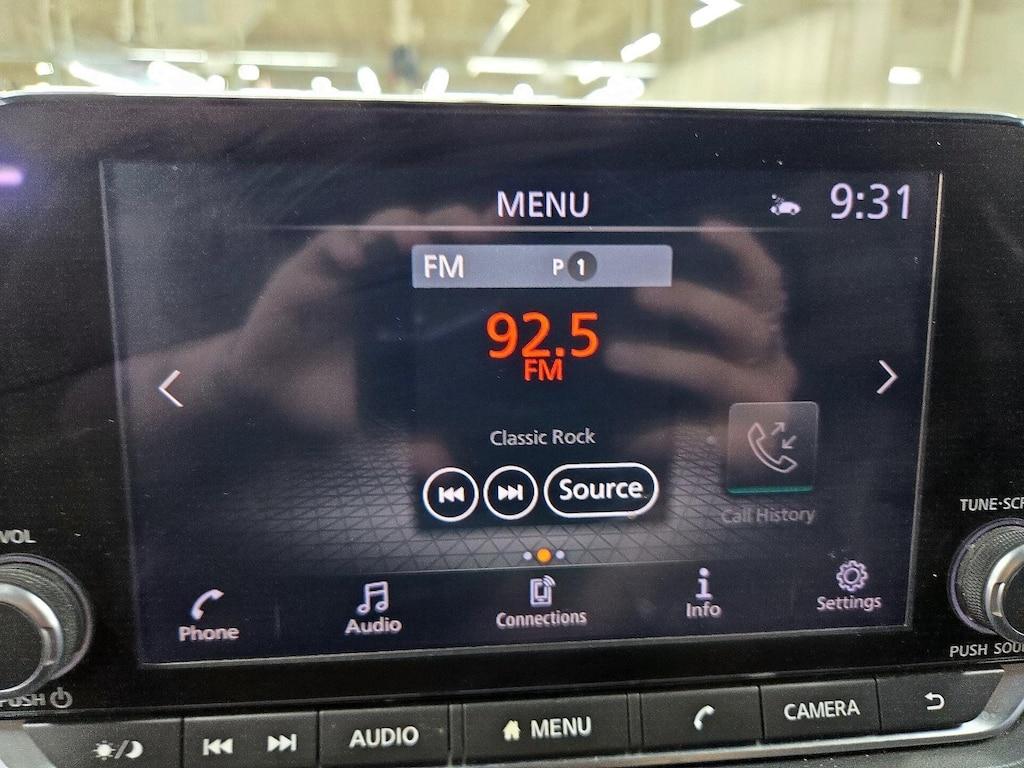 MENU
9:31
FM P 1
92.5
FM
Classic Rock
Source
Call History
Phone
Audio
Connections
Info
Settings
VOL
PUSH
TUNE·SCR
PUSH SOU
AUDIO
MENU
CAMERA